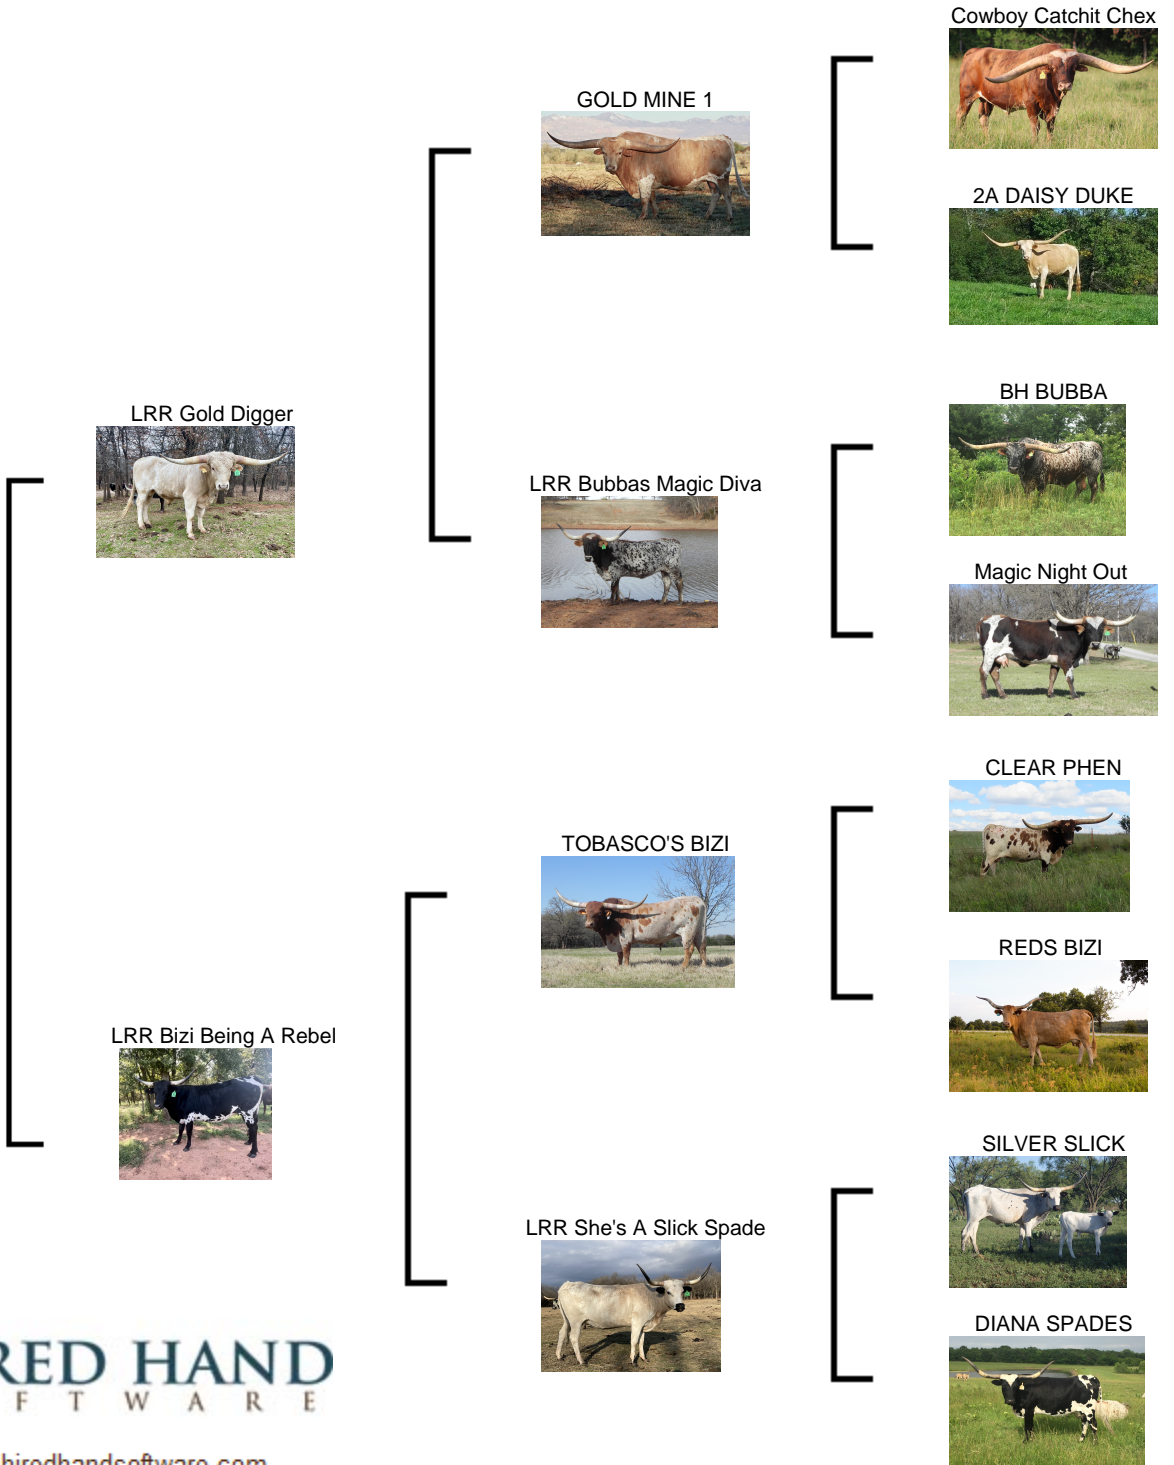 Cowboy Catchit Chex
GOLD MINE 1
2A DAISY DUKE
BH BUBBA
LRR Gold Digger
LRR Bubbas Magic Diva
Magic Night Out
CLEAR PHEN
TOBASCO'S BIZI
REDS BIZI
LRR Bizi Being A Rebel
SILVER SLICK
LRR She's A Slick Spade
DIANA SPADES
RED HAND
F T W A R E
hiredhandsoftware.com